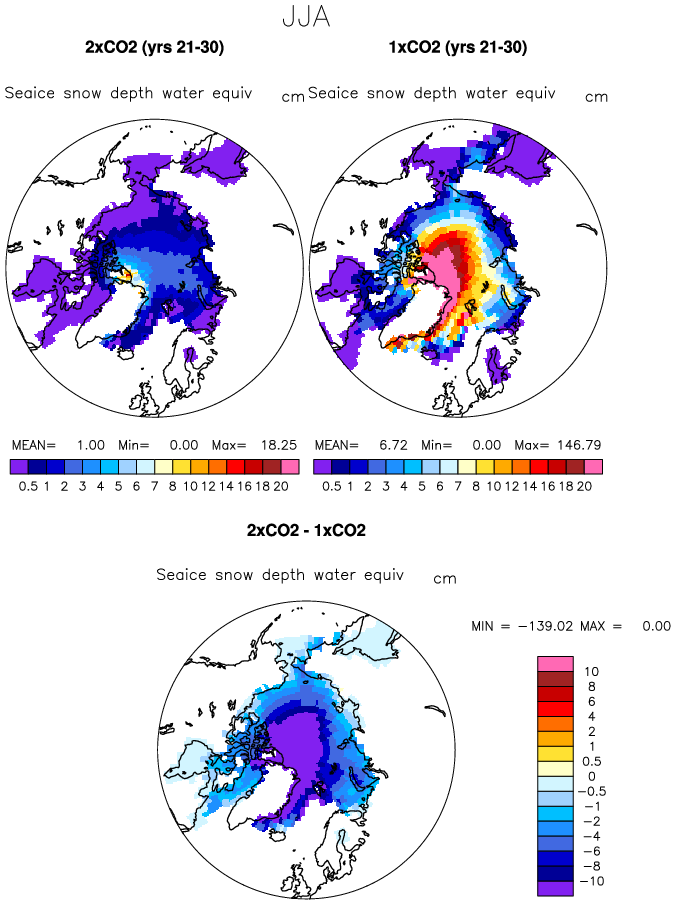 JJA
2xCO2 (yrs 21-30)
1xCO2 (yrs 21-30)
Seaice snow depth water equiv cm
Seaice snow depth water equiv cm
MEAN= 1.00 Min= 0.00 Max= 18.25
MEAN= 6.72 Min= 0.00 Max= 146.79
0.5 1 2 3 4 5 6 7 8 10 12 14 16 18 20
0.5 1 2 3 4 5 6 7 8 10 12 14 16 18 20
2xCO2 - 1xCO2
Seaice snow depth water equiv cm
MIN = -139.02 MAX = 0.00
10
8
6
4
2
1
0.5
0
-0.5
-1
-2
-4
-6
-8
-10